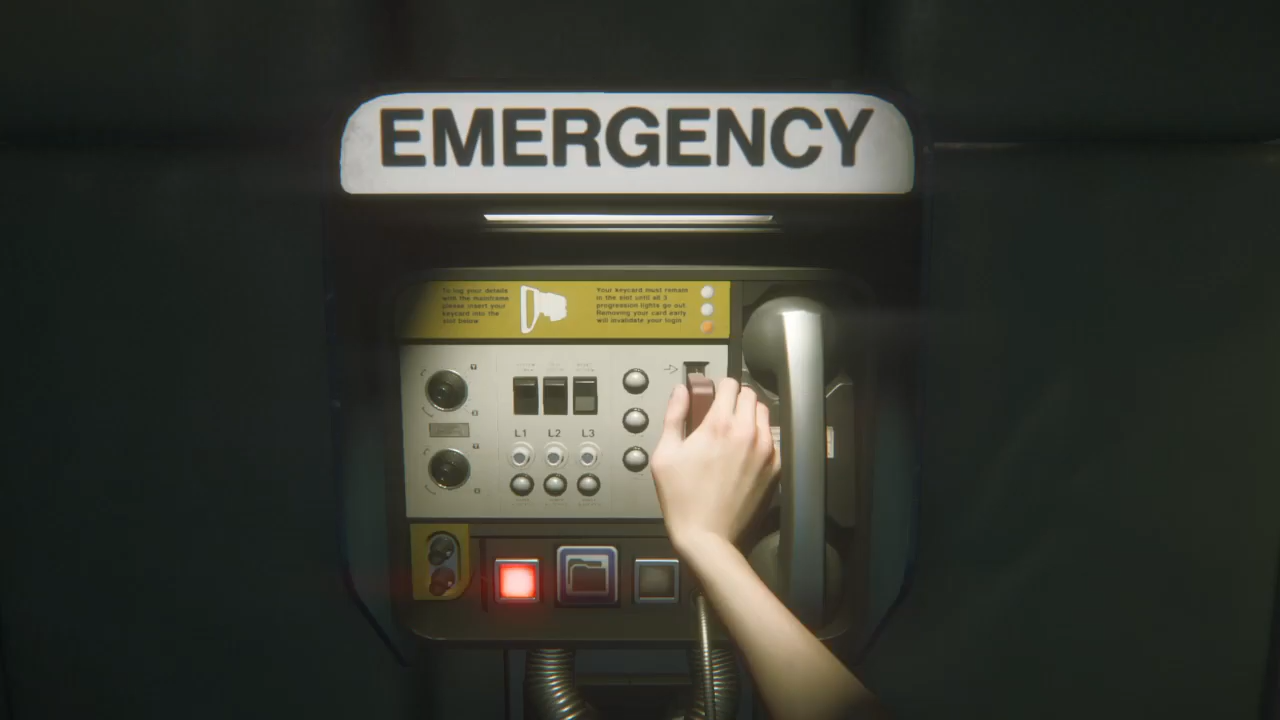 EMERGENCY
To log your details
with the mainframe
please insert your
keycard into the
slot below
Your keycard must remain
in the slot until all 3
progression lights go out.
Removing your card early
will invalidate your login
L1 L2 L3